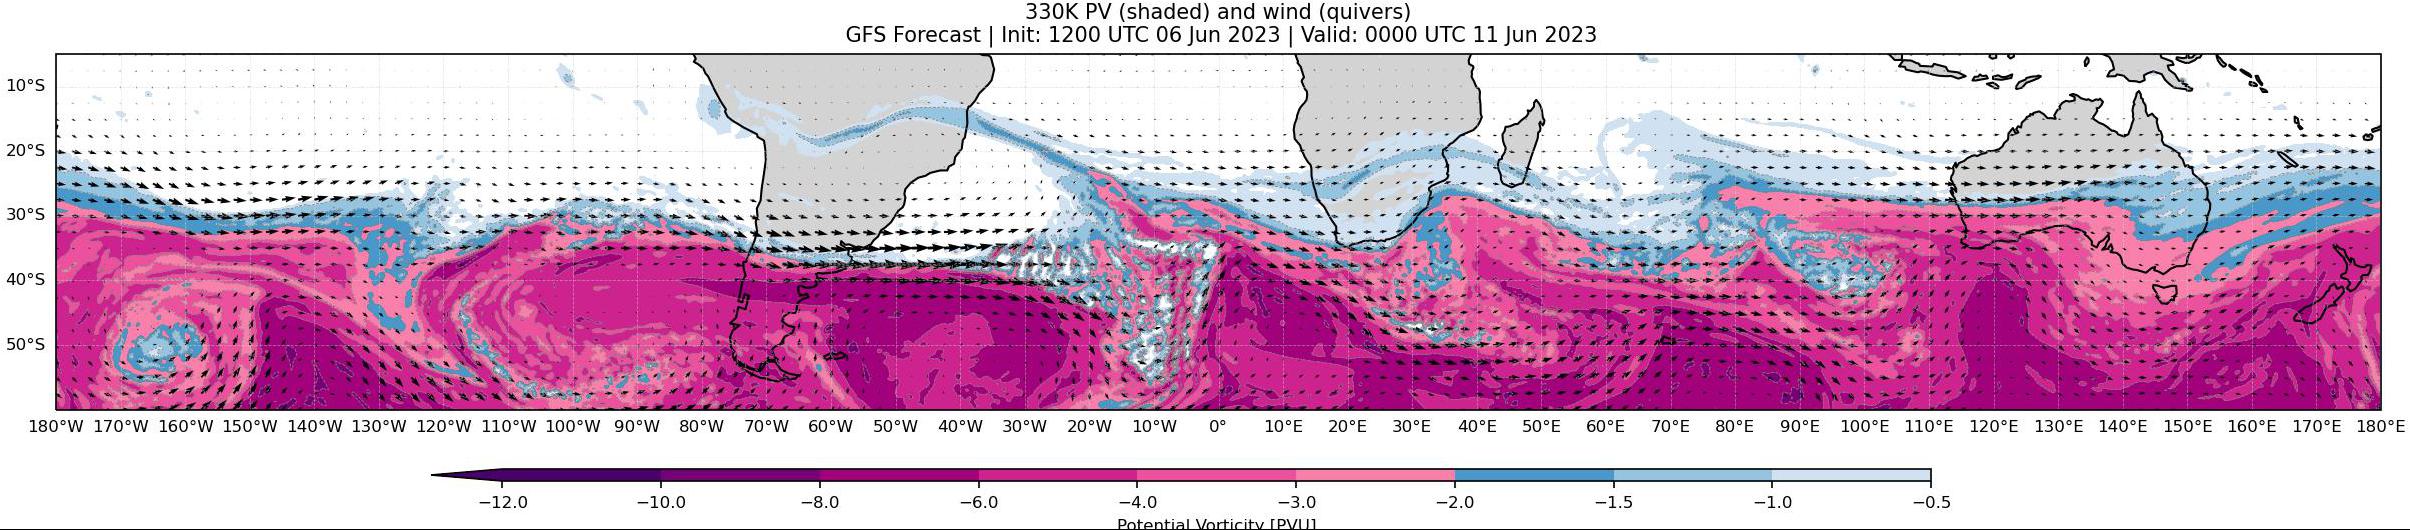 330K PV (shaded) and wind (quivers)
GFS Forecast | Init: 1200 UTC 06 Jun 2023 | Valid: 0000 UTC 11 Jun 2023
10°S
20°S
30°S
40°S
50°S
180°W 170°W 160°W 150°W 140°W 130°W 120°W 110°W 100°W 90°W 80°W 70°W 60°W 50°W 40°W 30°W 20°W 10°W 0° 10°E 20°E 30°E 40°E 50°E 60°E 70°E 80°E 90°E 100°E 110°E 120°E 130°E 140°E 150°E 160°E 170°E 180°E
−12.0 −10.0 −8.0 −6.0 −4.0 −3.0 −2.0 −1.5 −1.0 −0.5
Potential Vorticity [PVU]